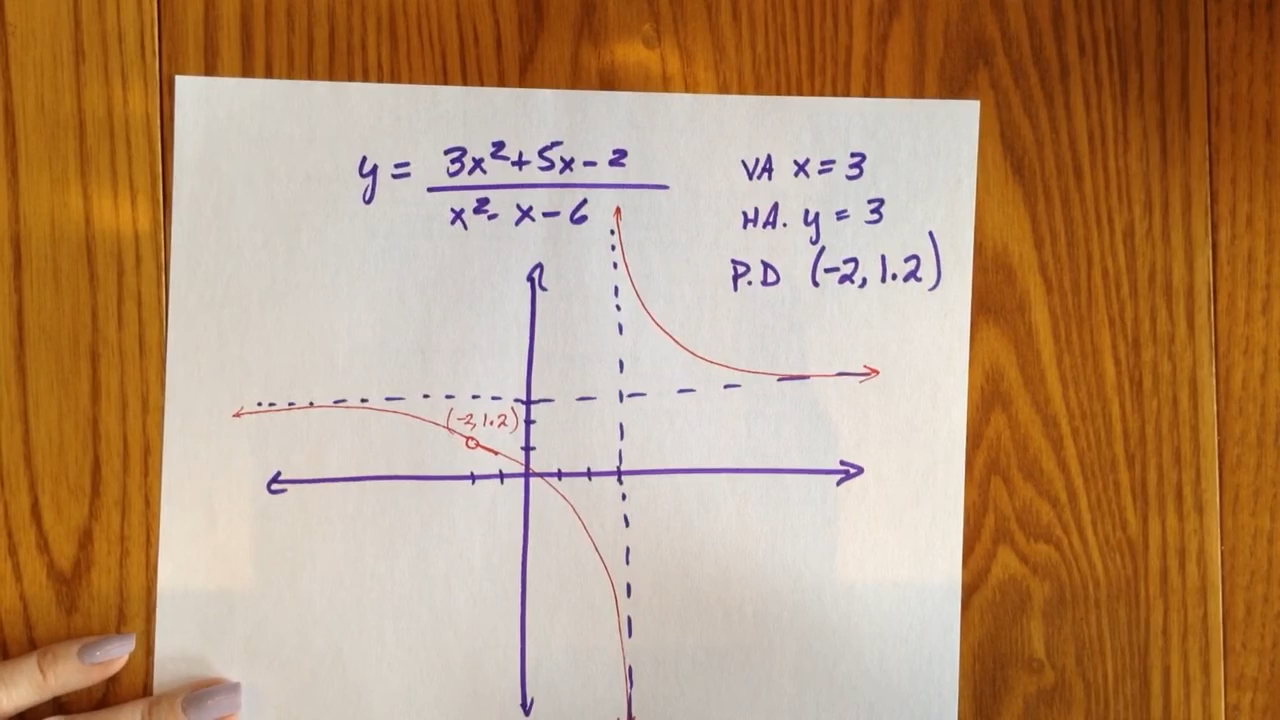 y = 3x²+5x-2
x²- x-6
VA x=3
HA. y = 3
P.D (-2, 1.2)
(-2,1.2)